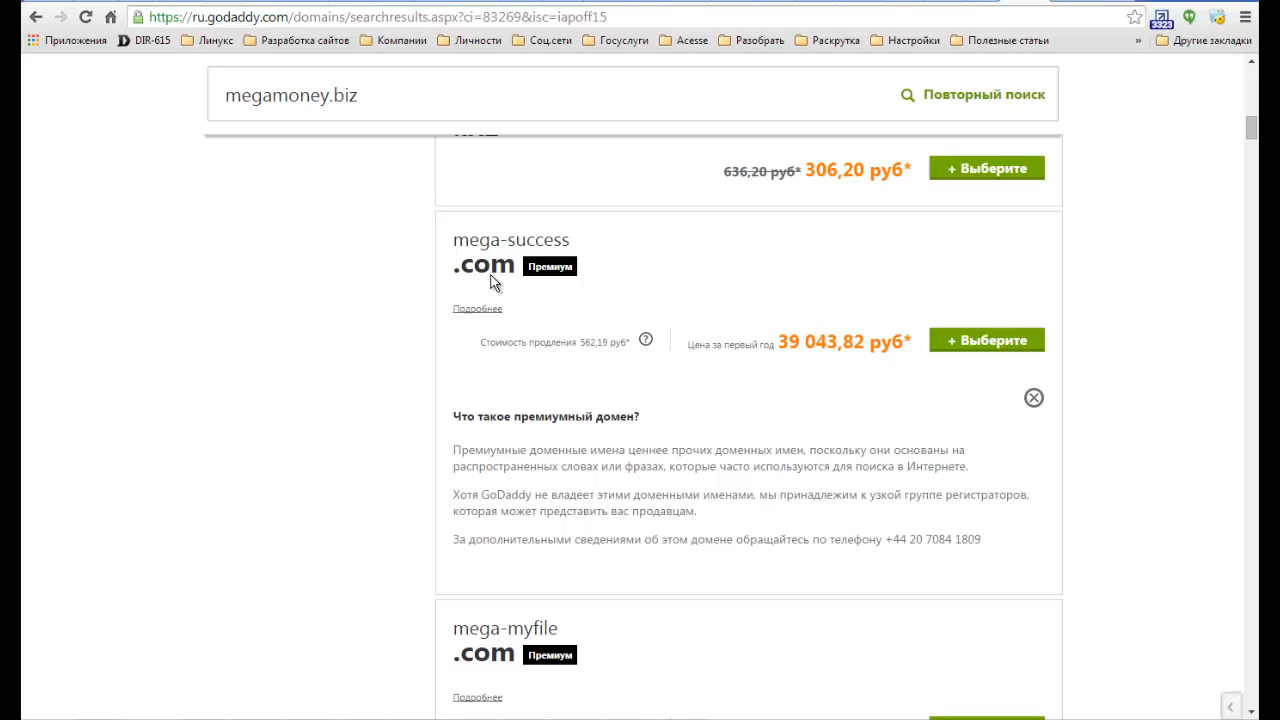 https://ru.godaddy.com/domains/searchresults.aspx?ci=83269&isc=iapoff15
3323
Приложения DIR-615 Линукс Разработка сайтов Компании Личности Соц.сети Госуслуги Acesse Разобрать Раскрутка Настройки Полезные статьи » Другие закладки
megamoney.biz Повторный поиск
636,20 руб* 306,20 руб* + Выберите
mega-success
.com Премиум
Подробнее
Стоимость продления 562,19 руб* ? Цена за первый год 39 043,82 руб* + Выберите
Что такое премиумный домен?
Премиумные доменные имена ценнее прочих доменных имен, поскольку они основаны на
распространенных словах или фразах, которые часто используются для поиска в Интернете.
Хотя GoDaddy не владеет этими доменными именами, мы принадлежим к узкой группе регистраторов,
которая может представить вас продавцам.
За дополнительными сведениями об этом домене обращайтесь по телефону +44 20 7084 1809
mega-myfile
.com Премиум
Подробнее